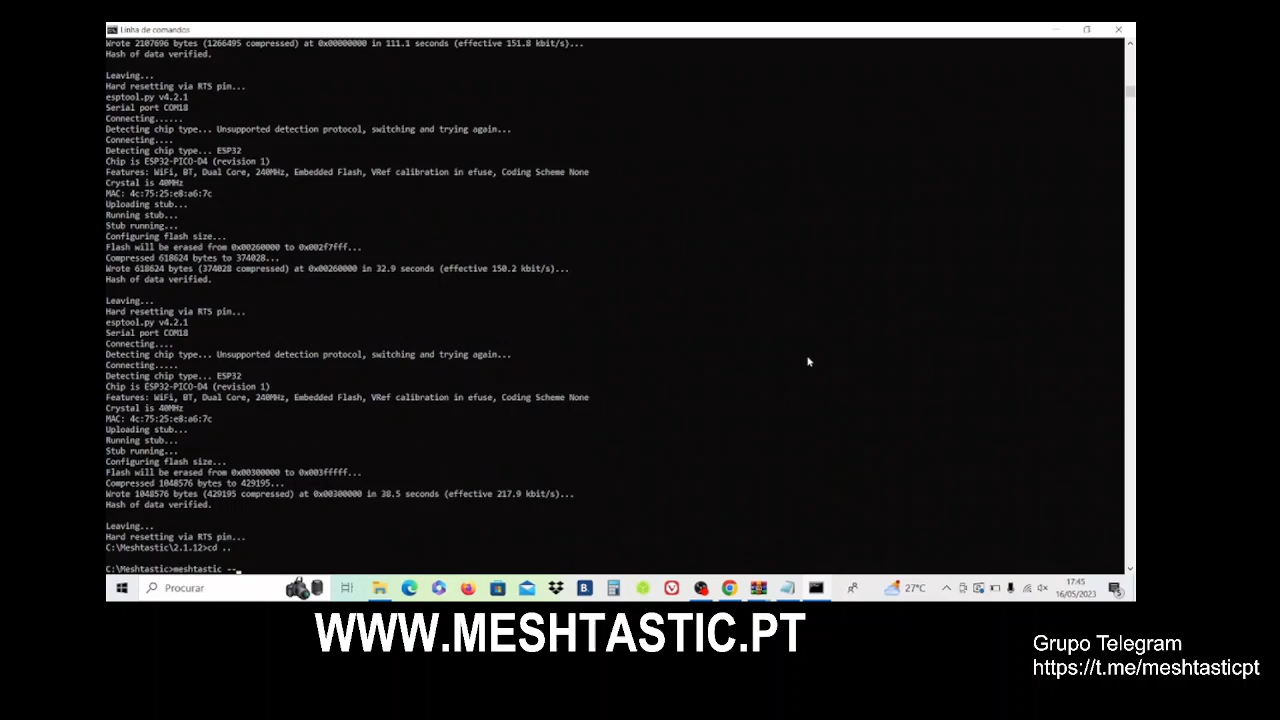 Linha de comandos
Wrote 2107696 bytes (1266495 compressed) at 0x00000000 in 111.1 seconds (effective 151.8 kbit/s)...
Hash of data verified.
Leaving...
Hard resetting via RTS pin...
esptool.py v4.2.1
Serial port COM18
Connecting......
Detecting chip type... Unsupported detection protocol, switching and trying again...
Connecting....
Detecting chip type... ESP32
Chip is ESP32-PICO-D4 (revision 1)
Features: WiFi, BT, Dual Core, 240MHz, Embedded Flash, VRef calibration in efuse, Coding Scheme None
Crystal is 40MHz
MAC: 4c:75:25:e8:a6:7c
Uploading stub...
Running stub...
Stub running...
Configuring flash size...
Flash will be erased from 0x00260000 to 0x002f7fff...
Compressed 618624 bytes to 374028...
Wrote 618624 bytes (374028 compressed) at 0x00260000 in 32.9 seconds (effective 150.2 kbit/s)...
Hash of data verified.
Leaving...
Hard resetting via RTS pin...
esptool.py v4.2.1
Serial port COM18
Connecting....
Detecting chip type... Unsupported detection protocol, switching and trying again...
Connecting.....
Detecting chip type... ESP32
Chip is ESP32-PICO-D4 (revision 1)
Features: WiFi, BT, Dual Core, 240MHz, Embedded Flash, VRef calibration in efuse, Coding Scheme None
Crystal is 40MHz
MAC: 4c:75:25:e8:a6:7c
Uploading stub...
Running stub...
Stub running...
Configuring flash size...
Flash will be erased from 0x00300000 to 0x003fffff...
Compressed 1048576 bytes to 429195...
Wrote 1048576 bytes (429195 compressed) at 0x00300000 in 38.5 seconds (effective 217.9 kbit/s)...
Hash of data verified.
Leaving...
Hard resetting via RTS pin...
C:\Meshtastic\2.1.12>cd ..
C:\Meshtastic>meshtastic --_
Procurar
27°C
17:45
16/05/2023
WWW.MESHTASTIC.PT
Grupo Telegram
https://t.me/meshtasticpt